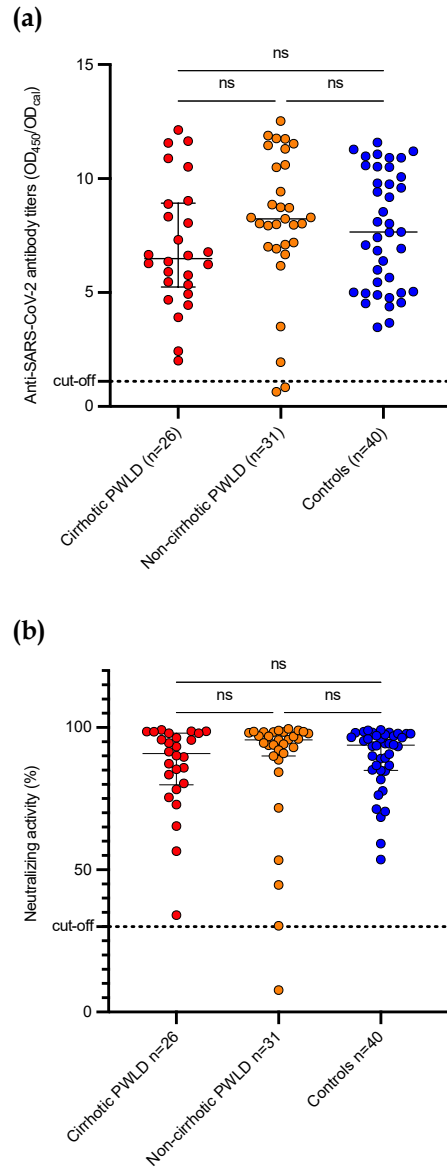 (a)
ns
ns
ns
15
10
5
cut-off
0
Anti-SARS-CoV-2 antibody titers (OD450/ODcal)
Cirrhotic PWLD (n=26)
Non-cirrhotic PWLD (n=31)
Controls (n=40)
(b)
ns
ns
ns
100
50
cut-off
0
Neutralizing activity (%)
Cirrhotic PWLD n=26
Non-cirrhotic PWLD n=31
Controls n=40